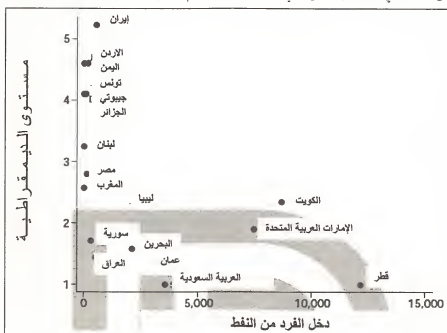 مستوى الديمقراطية
5
4
3
2
1
إيران
الاردن
اليمن
تونس
جيبوتي
الجزائر
لبنان
مصر
المغرب
ليبيا
الكويت
الإمارات العربية المتحدة
سورية
البحرين
العراق
عمان
العربية السعودية
قطر
0
5,000
10,000
15,000
دخل الفرد من النفط